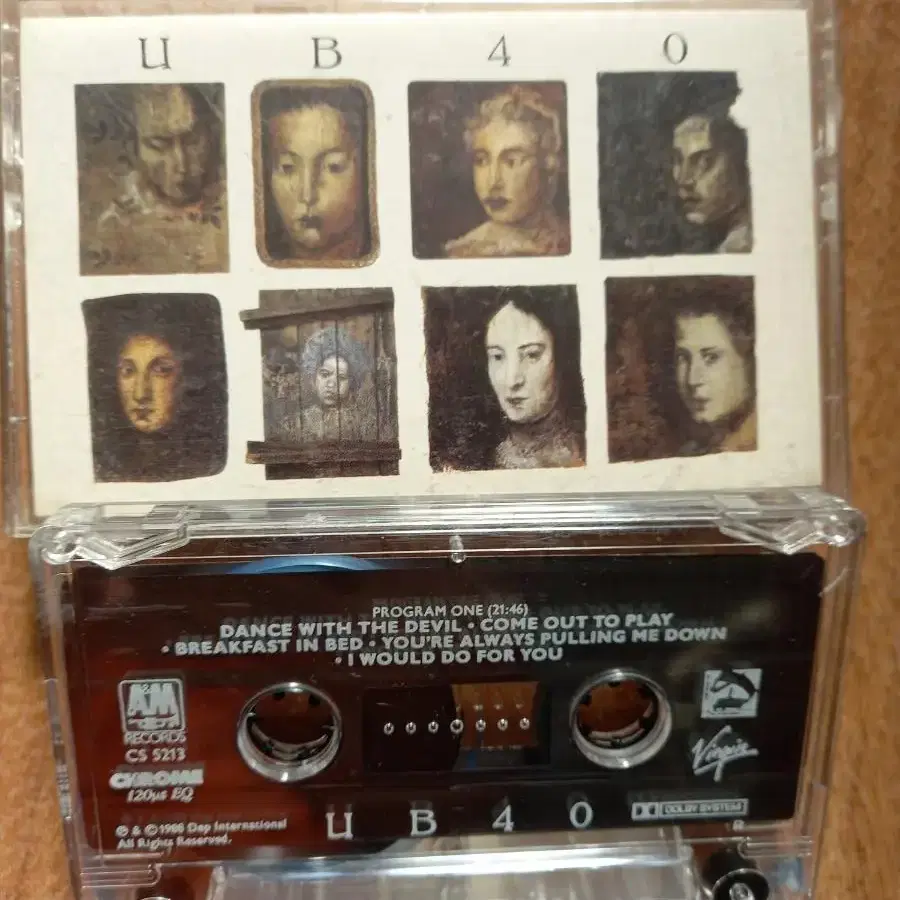 U B 4 0
PROGRAM ONE (21:46)
DANCE WITH THE DEVIL • COME OUT TO PLAY
• BREAKFAST IN BED • YOU'RE ALWAYS PULLING ME DOWN
• I WOULD DO FOR YOU
A&M
RECORDS
CS 5213
CHROME
120µs EQ
Virgin
DOLBY SYSTEM
℗ & © 1988 Dep International
All Rights Reserved.
U B 4 0